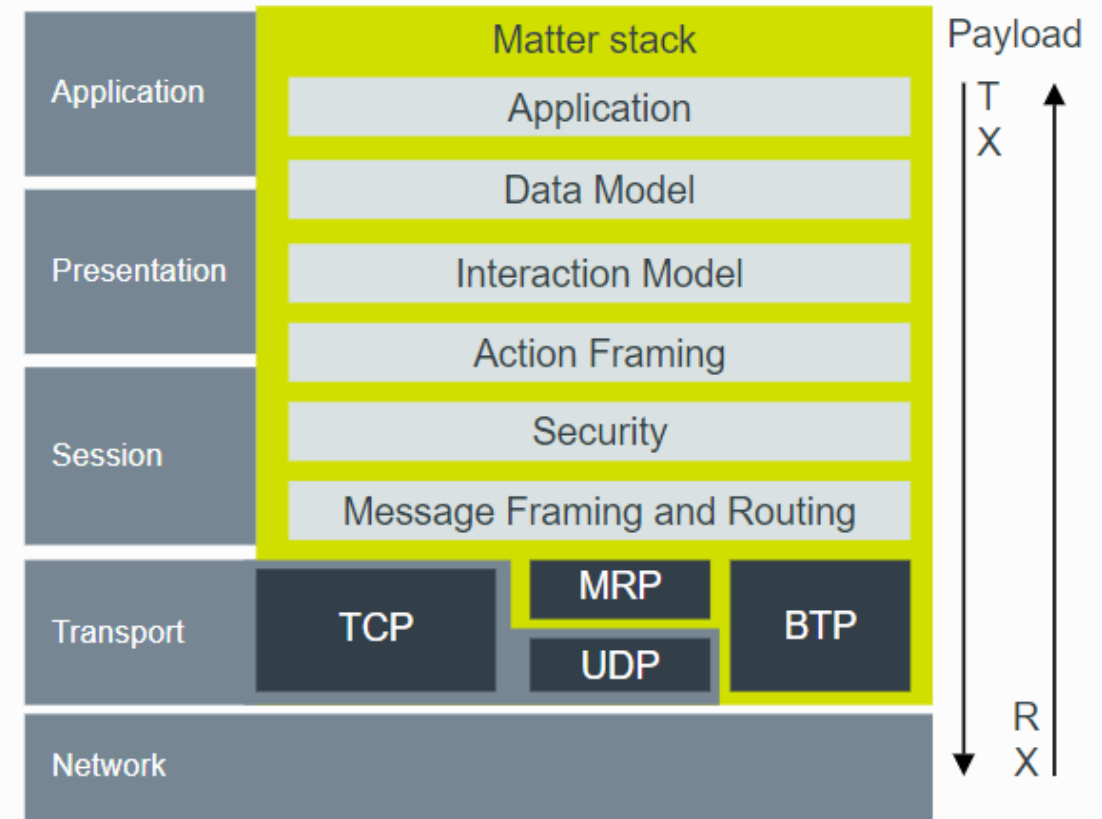 Matter stack
Payload
Application
Application
T
X
Data Model
Presentation
Interaction Model
Action Framing
Session
Security
Message Framing and Routing
Transport
TCP
MRP
UDP
BTP
Network
R
X